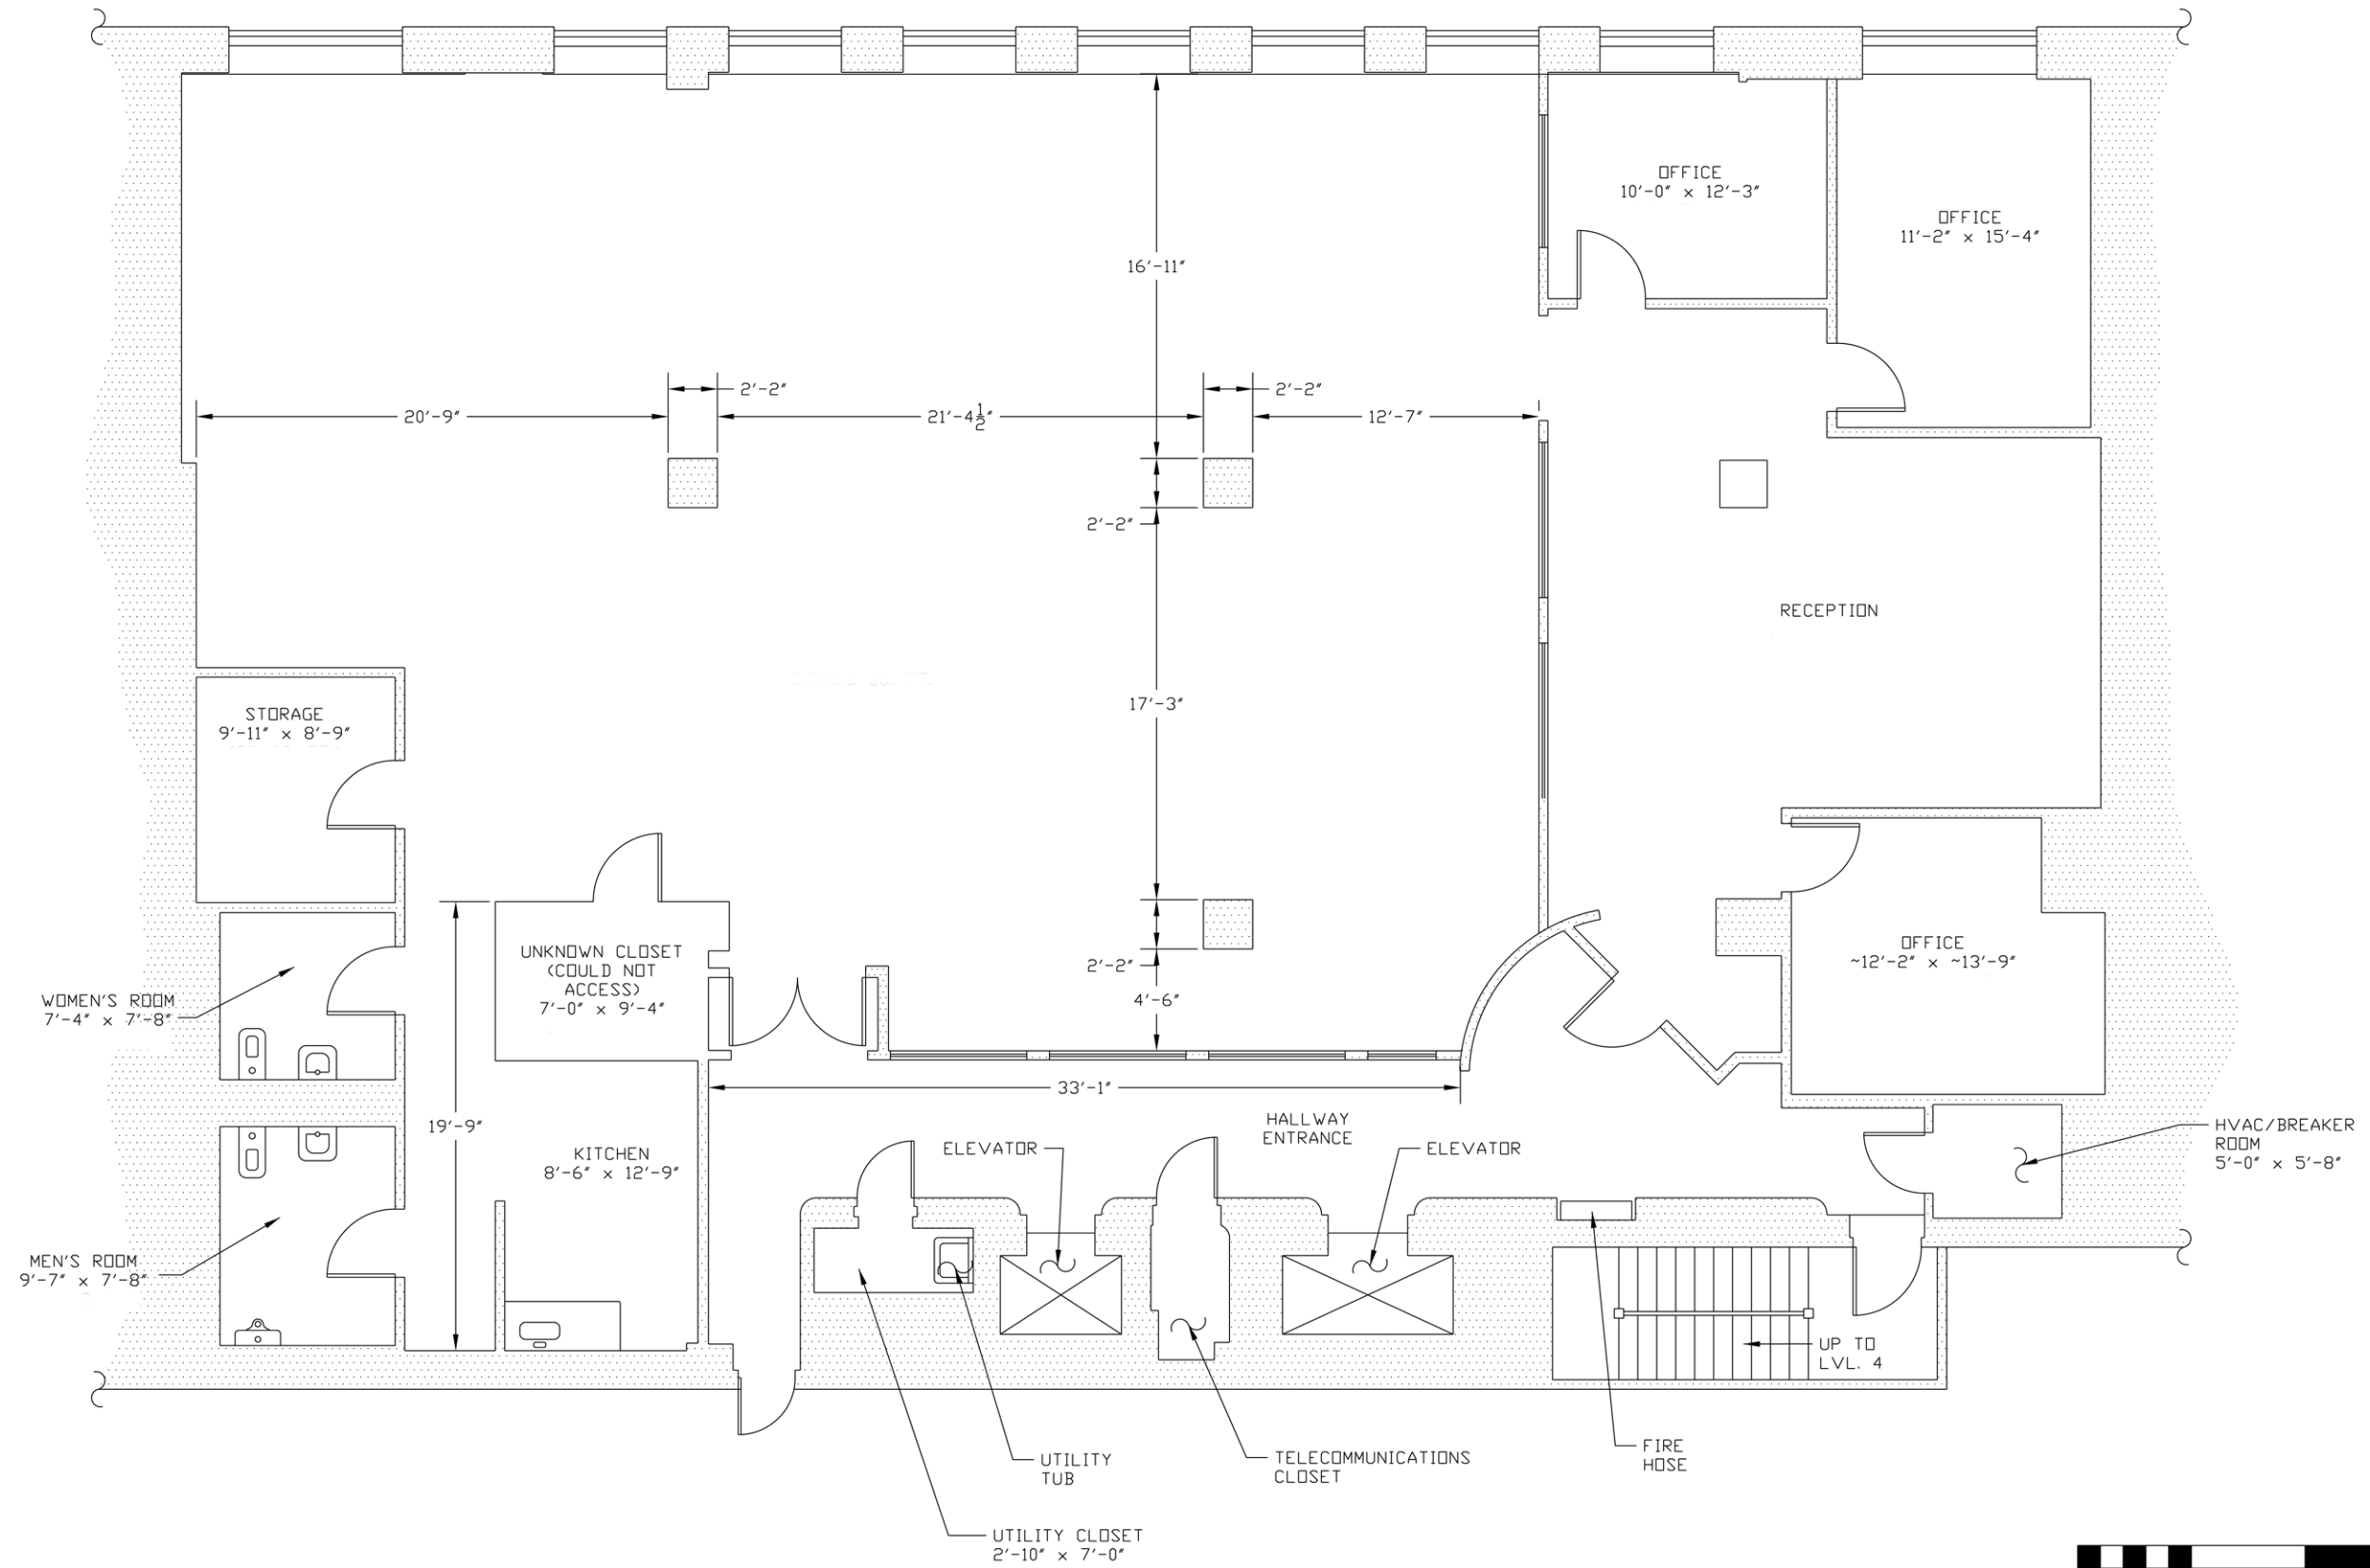 OFFICE
10'-0" x 12'-3"
OFFICE
11'-2" x 15'-4"
16'-11"
2'-2"
2'-2"
20'-9"
21'-4½"
12'-7"
2'-2"
RECEPTION
17'-3"
STORAGE
9'-11" x 8'-9"
UNKNOWN CLOSET
(COULD NOT
ACCESS)
7'-0" x 9'-4"
OFFICE
~12'-2" x ~13'-9"
2'-2"
4'-6"
WOMEN'S ROOM
7'-4" x 7'-8"
33'-1"
19'-9"
HALLWAY
ENTRANCE
HVAC/BREAKER
ROOM
5'-0" x 5'-8"
KITCHEN
8'-6" x 12'-9"
ELEVATOR
ELEVATOR
MEN'S ROOM
9'-7" x 7'-8"
UP TO
LVL. 4
FIRE
HOSE
UTILITY
TUB
TELECOMMUNICATIONS
CLOSET
UTILITY CLOSET
2'-10" x 7'-0"